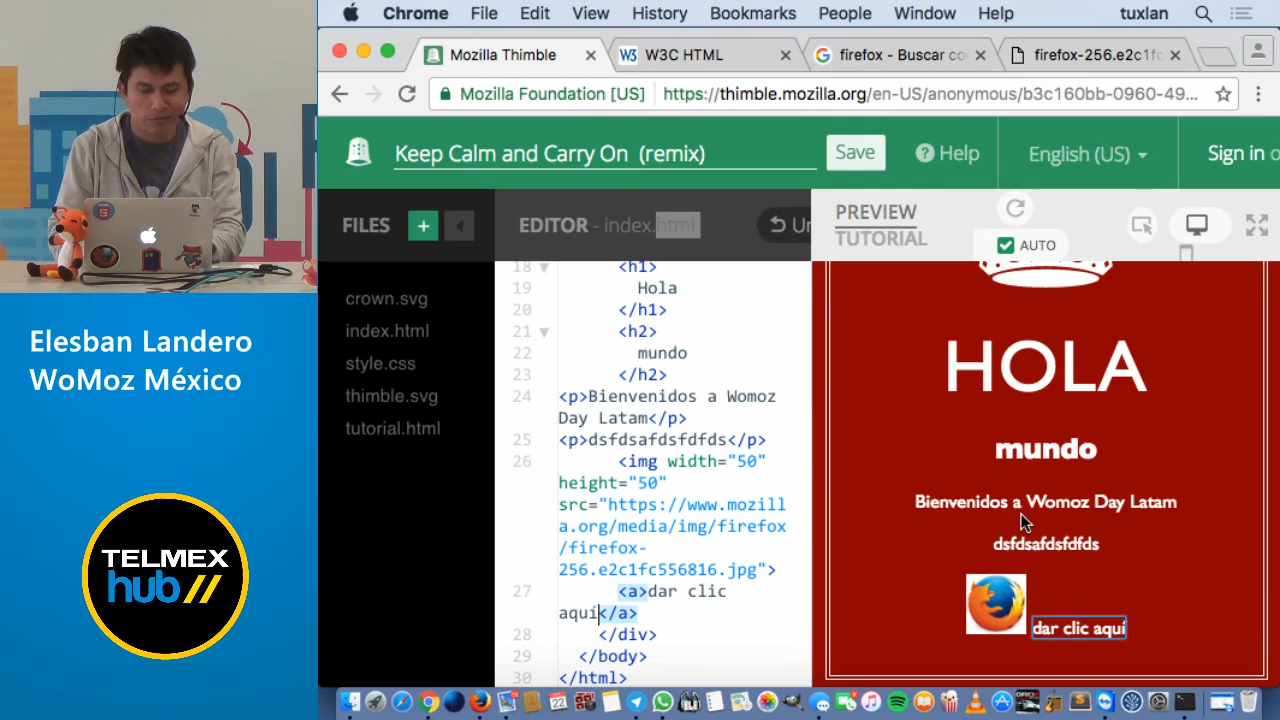 Chrome File Edit View History Bookmarks People Window Help tuxlan
Mozilla Thimble
W3C HTML
firefox - Buscar co
firefox-256.e2c1f
Mozilla Foundation [US] https://thimble.mozilla.org/en-US/anonymous/b3c160bb-0960-49...
Keep Calm and Carry On (remix)
Save
Help
English (US)
Sign in o
FILES
EDITOR - index.html
Un
PREVIEW
TUTORIAL
AUTO
crown.svg
index.html
style.css
thimble.svg
tutorial.html
18 <h1>
19 Hola
20 </h1>
21 <h2>
22 mundo
23 </h2>
24 <p>Bienvenidos a Womoz
Day Latam</p>
25 <p>dsfdsafdsfdfds</p>
26 <img width="50"
height="50"
src="https://www.mozill
a.org/media/img/firefox
/firefox-
256.e2c1fc556816.jpg">
27 <a>dar clic
aquí</a>
28 </div>
29 </body>
30 </html>
HOLA
mundo
Bienvenidos a Womoz Day Latam
dsfdsafdsfdfds
dar clic aquí
Elesban Landero
WoMoz México
TELMEX
hub//